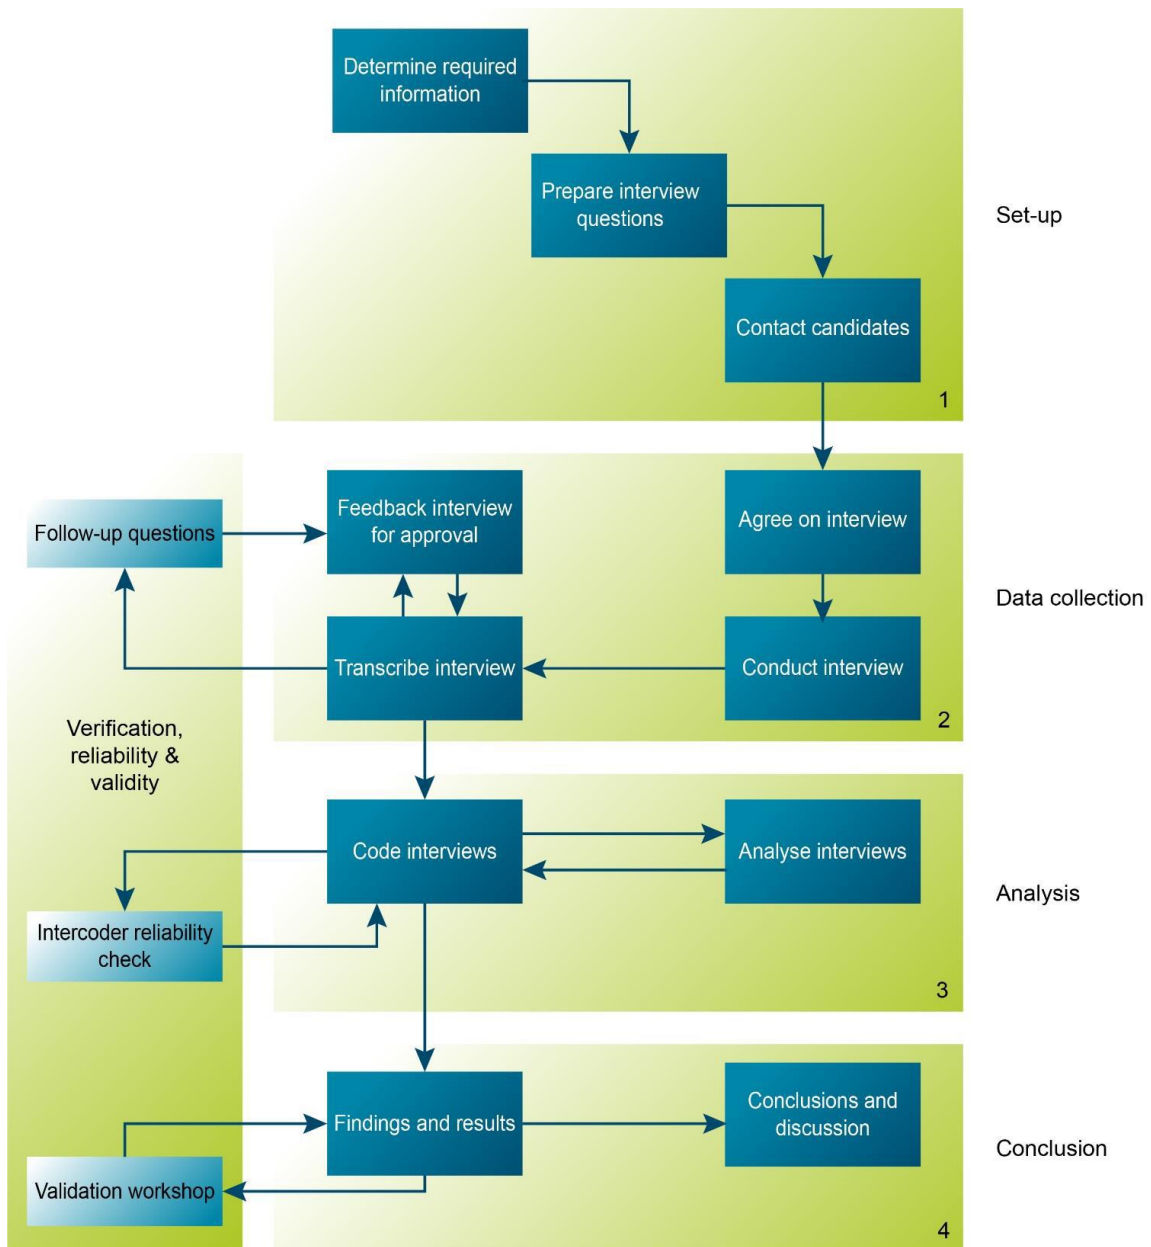 Determine required
information
Prepare interview
questions
Set-up
Contact candidates
1
Follow-up questions
Feedback interview
for approval
Agree on interview
Data collection
Transcribe interview
Conduct interview
2
Verification,
reliability &
validity
Code interviews
Analyse interviews
Analysis
Intercoder reliability
check
3
Findings and results
Conclusions and
discussion
Conclusion
Validation workshop
4